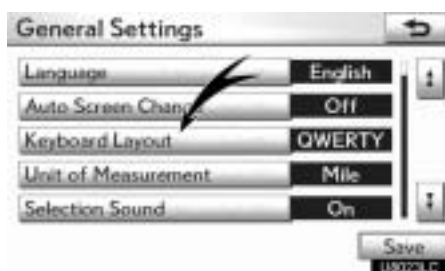 General Settings
Language English
Auto Screen Change Off
Keyboard Layout QWERTY
Unit of Measurement Mile
Selection Sound On
Save